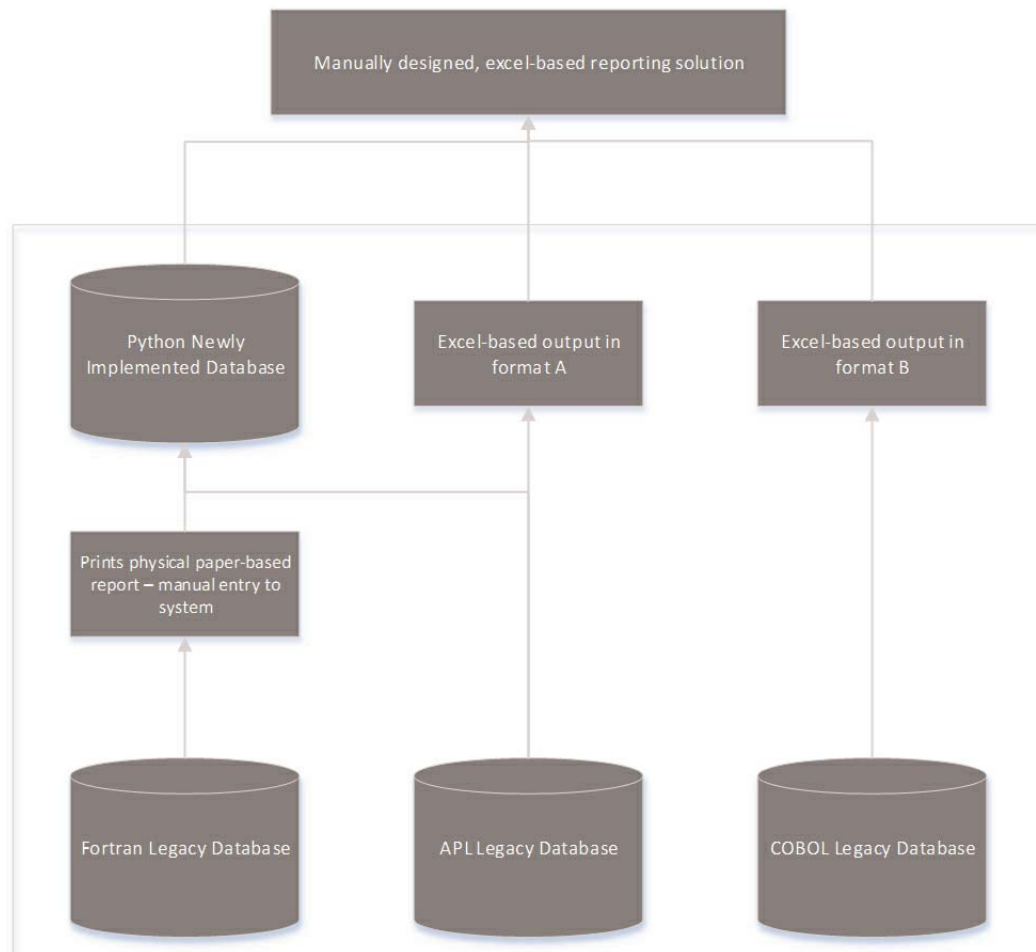 Manually designed, excel-based reporting solution
Python Newly
Implemented Database
Excel-based output in
format A
Excel-based output in
format B
Prints physical paper-based
report – manual entry to
system
Fortran Legacy Database
APL Legacy Database
COBOL Legacy Database